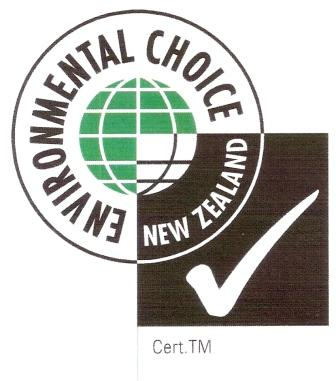 ENVIRONMENTAL CHOICE
NEW ZEALAND
Cert.TM